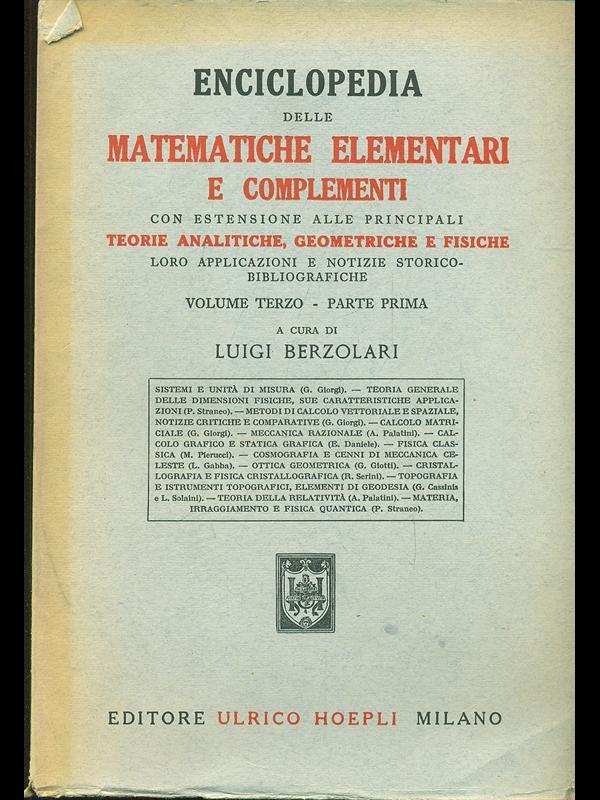 ENCICLOPEDIA
DELLE
MATEMATICHE ELEMENTARI
E COMPLEMENTI
CON ESTENSIONE ALLE PRINCIPALI
TEORIE ANALITICHE, GEOMETRICHE E FISICHE
LORO APPLICAZIONI E NOTIZIE STORICO-
BIBLIOGRAFICHE
VOLUME TERZO - PARTE PRIMA
A CURA DI
LUIGI BERZOLARI
SISTEMI E UNITÀ DI MISURA (G. Giorgi). — TEORIA GENERALE
DELLE DIMENSIONI FISICHE, SUE CARATTERISTICHE APPLICA-
ZIONI (P. Straneo). — METODI DI CALCOLO VETTORIALE E SPAZIALE,
NOTIZIE CRITICHE E COMPARATIVE (G. Giorgi). — CALCOLO MATRI-
CIALE (G. Giorgi). — MECCANICA RAZIONALE (A. Palatini). — CAL-
COLO GRAFICO E STATICA GRAFICA (E. Daniele). — FISICA CLAS-
SICA (M. Pierucci). — COSMOGRAFIA E CENNI DI MECCANICA CE-
LESTE (L. Gabba). — OTTICA GEOMETRICA (G. Giotti). — CRISTAL-
LOGRAFIA E FISICA CRISTALLOGRAFICA (R. Serini). — TOPOGRAFIA
E ISTRUMENTI TOPOGRAFICI, ELEMENTI DI GEODESIA (G. Cassinis
e L. Solaini). — TEORIA DELLA RELATIVITÀ (A. Palatini). — MATERIA,
IRRAGGIAMENTO E FISICA QUANTICA (P. Straneo).
EDITORE ULRICO HOEPLI MILANO